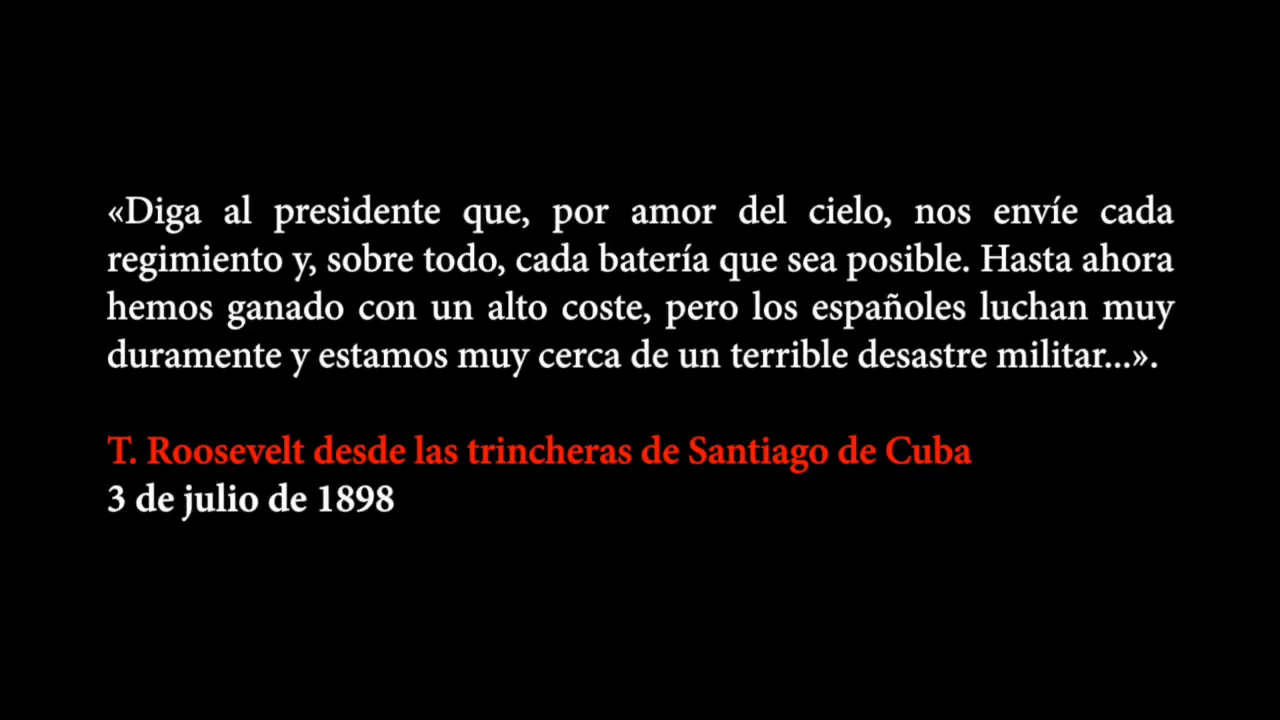 «Diga al presidente que, por amor del cielo, nos envíe cada
regimiento y, sobre todo, cada batería que sea posible. Hasta ahora
hemos ganado con un alto coste, pero los españoles luchan muy
duramente y estamos muy cerca de un terrible desastre militar...».
T. Roosevelt desde las trincheras de Santiago de Cuba
3 de julio de 1898